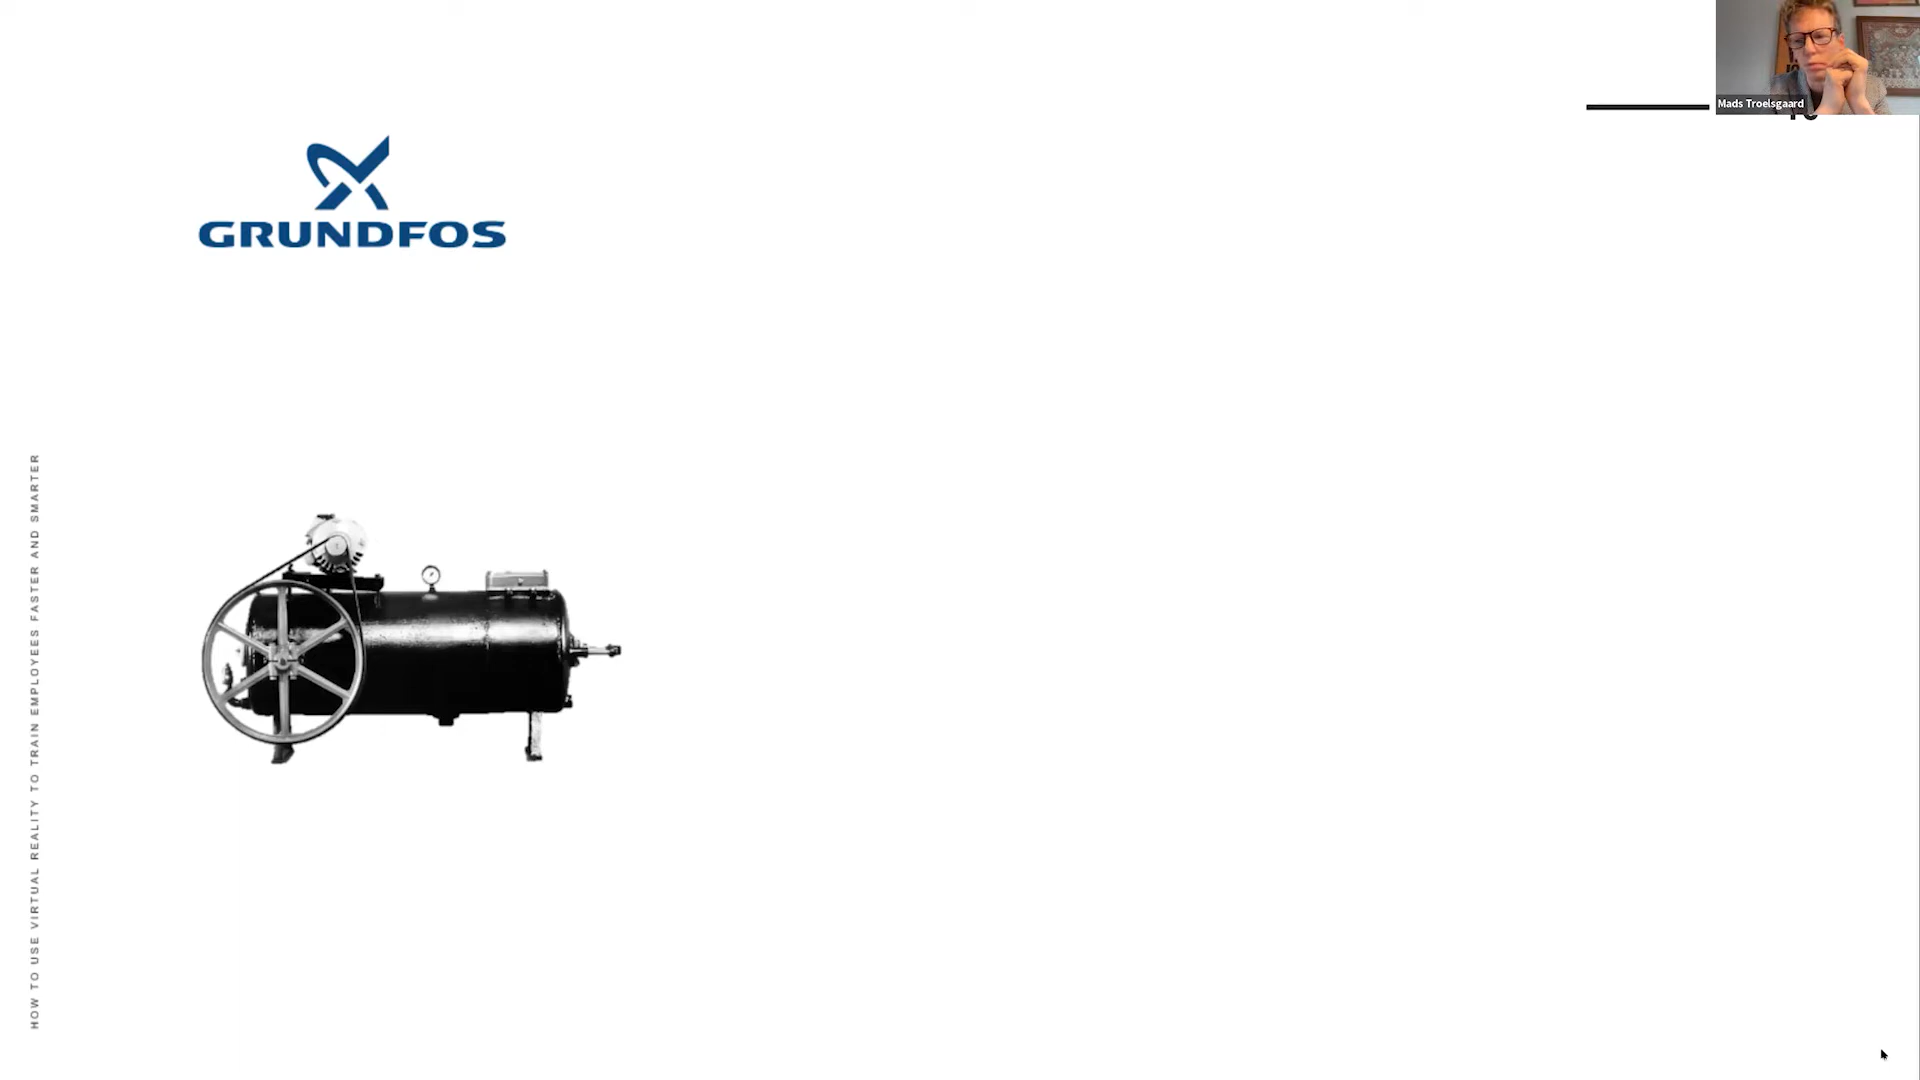 Mads Troelsgaard
GRUNDFOS
HOW TO USE VIRTUAL REALITY TO TRAIN EMPLOYEES FASTER AND SMARTER